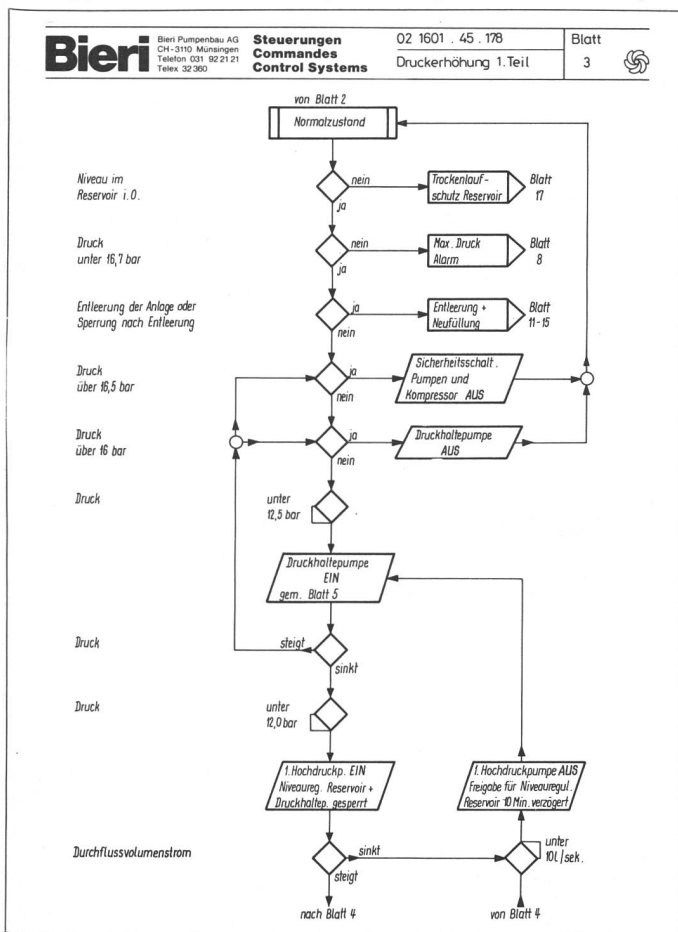 Bieri
Bieri Pumpenbau AG
CH-3110 Münsingen
Telefon 031 92 21 21
Telex 32 360
Steuerungen
Commandes
Control Systems
02 1601 . 45 . 178
Druckerhöhung 1. Teil
Blatt
3
von Blatt 2
Normalzustand
Niveau im
Reservoir i.O.
nein
ja
Trockenlauf-
schutz Reservoir
Blatt
17
Druck
unter 16,7 bar
nein
ja
Max. Druck
Alarm
Blatt
8
Entleerung der Anlage oder
Sperrung nach Entleerung
ja
nein
Entleerung +
Neufüllung
Blatt
11-15
Druck
über 16,5 bar
ja
nein
Sicherheitsschalt.
Pumpen und
Kompressor AUS
Druck
über 16 bar
ja
nein
Druckhaltepumpe
AUS
Druck
unter
12,5 bar
Druckhaltepumpe
EIN
gem. Blatt 5
Druck
steigt
sinkt
Druck
unter
12,0 bar
1. Hochdruckp. EIN
Niveaureg. Reservoir +
Druckhaltep. gesperrt
1. Hochdruckpumpe AUS
Freigabe für Niveauregul.
Reservoir 10 Min. verzögert
Durchflussvolumenstrom
sinkt
steigt
unter
10 l/sek.
nach Blatt 4
von Blatt 4